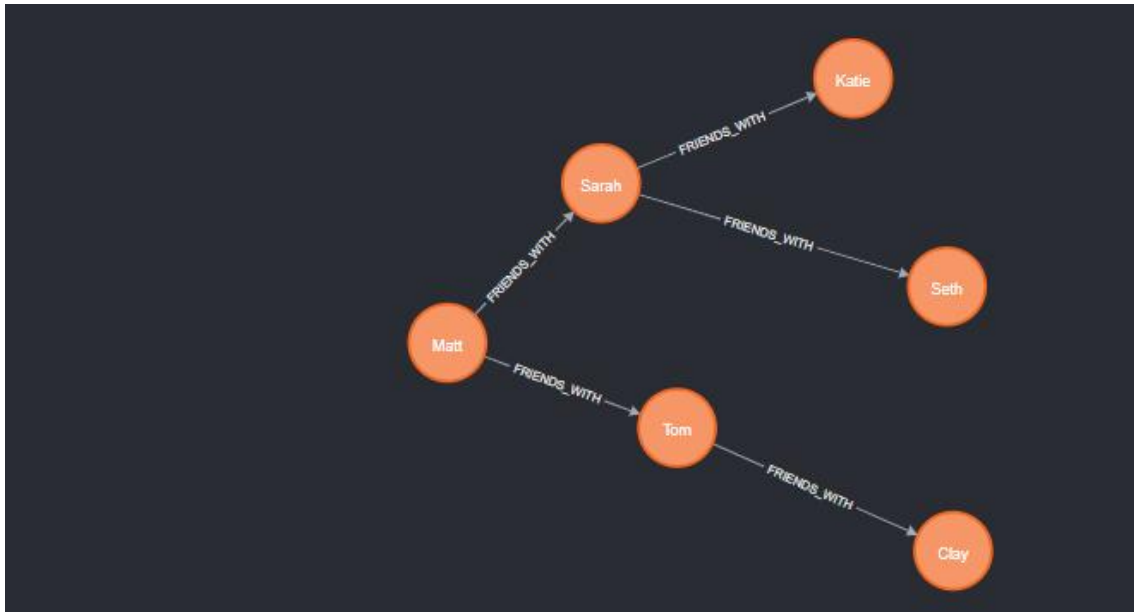 Katie
FRIENDS_WITH
Sarah
FRIENDS_WITH
FRIENDS_WITH
Seth
Matt
FRIENDS_WITH
Tom
FRIENDS_WITH
Clay